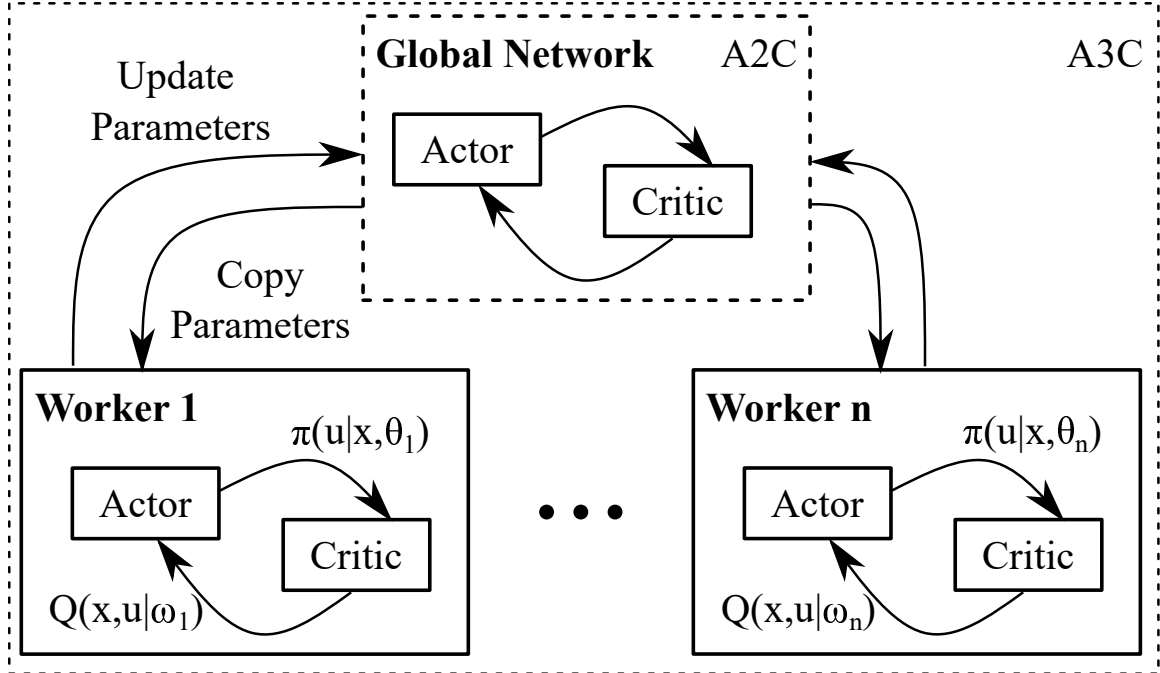 Global Network
A2C
A3C
Update
Parameters
Actor
Critic
Copy
Parameters
Worker 1
π(u|x,θ₁)
Actor
Critic
Q(x,u|ω₁)
Worker n
π(u|x,θₙ)
Actor
Critic
Q(x,u|ωₙ)